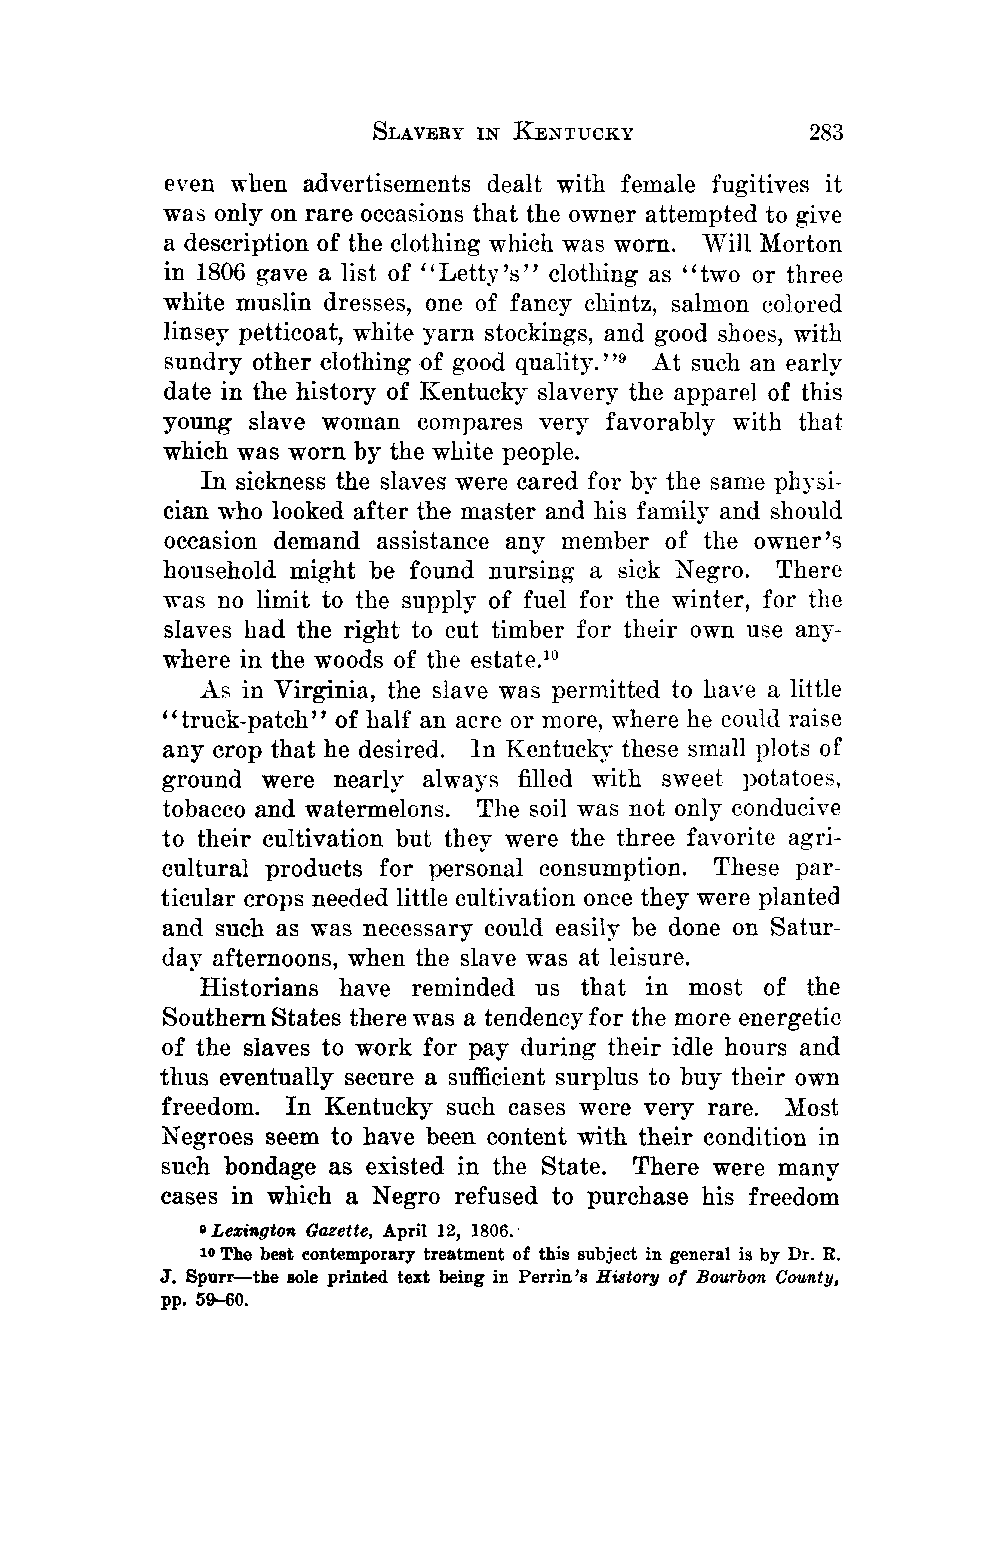 SLAVERY IN KENTUCKY 283
even when advertisements dealt with female fugitives it
was only on rare occasions that the owner attempted to give
a description of the clothing which was worn. Will Morton
in 1806 gave a list of ‘‘Letty’s’’ clothing as ‘‘two or three
white muslin dresses, one of fancy chintz, salmon colored
linsey petticoat, white yarn stockings, and good shoes, with
sundry other clothing of good quality.’’⁹ At such an early
date in the history of Kentucky slavery the apparel of this
young slave woman compares very favorably with that
which was worn by the white people.
In sickness the slaves were cared for by the same physi-
cian who looked after the master and his family and should
occasion demand assistance any member of the owner’s
household might be found nursing a sick Negro. There
was no limit to the supply of fuel for the winter, for the
slaves had the right to cut timber for their own use any-
where in the woods of the estate.¹⁰
As in Virginia, the slave was permitted to have a little
‘‘truck-patch’’ of half an acre or more, where he could raise
any crop that he desired. In Kentucky these small plots of
ground were nearly always filled with sweet potatoes,
tobacco and watermelons. The soil was not only conducive
to their cultivation but they were the three favorite agri-
cultural products for personal consumption. These par-
ticular crops needed little cultivation once they were planted
and such as was necessary could easily be done on Satur-
day afternoons, when the slave was at leisure.
Historians have reminded us that in most of the
Southern States there was a tendency for the more energetic
of the slaves to work for pay during their idle hours and
thus eventually secure a sufficient surplus to buy their own
freedom. In Kentucky such cases were very rare. Most
Negroes seem to have been content with their condition in
such bondage as existed in the State. There were many
cases in which a Negro refused to purchase his freedom
⁹ Lexington Gazette, April 12, 1806.
¹⁰ The best contemporary treatment of this subject in general is by Dr. R.
J. Spurr—the sole printed text being in Perrin’s History of Bourbon County,
pp. 59–60.